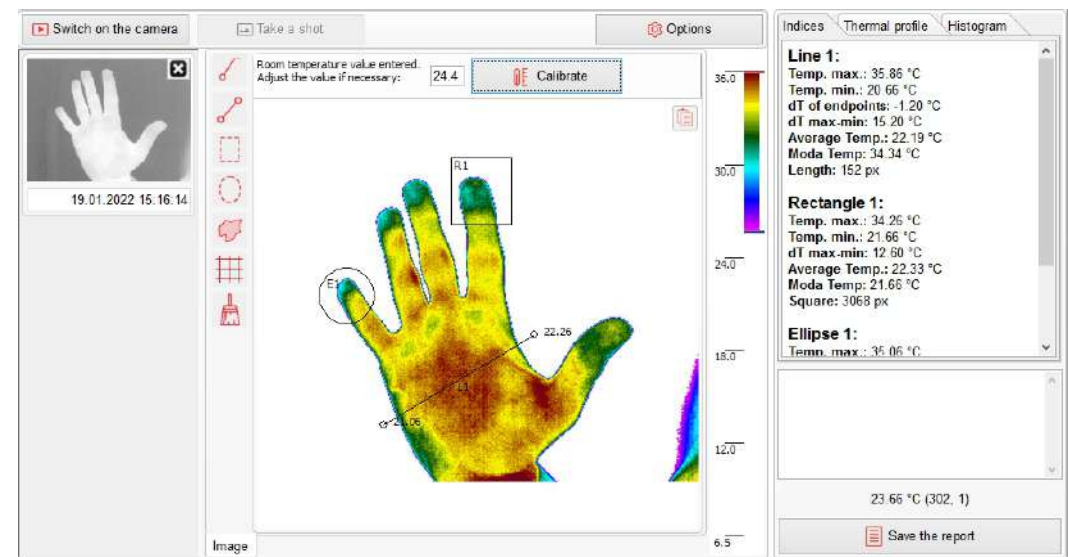 Switch on the camera
Take a shot
Options
19.01.2022 15:16:14
Room temperature value entered.
Adjust the value if necessary:
24.4
Calibrate
R1
E1
22.26
L1
21.06
Image
36.0
30.0
24.0
18.0
12.0
6.5
Indices
Thermal profile
Histogram
Line 1:
Temp. max.: 35.86 °C
Temp. min.: 20.66 °C
dT of endpoints: -1.20 °C
dT max-min: 15.20 °C
Average Temp.: 22.19 °C
Moda Temp: 34.34 °C
Length: 152 px
Rectangle 1:
Temp. max.: 34.26 °C
Temp. min.: 21.66 °C
dT max-min: 12.60 °C
Average Temp.: 22.33 °C
Moda Temp: 21.66 °C
Square: 3068 px
Ellipse 1:
Temp. max.: 35.06 °C
23.66 °C (302, 1)
Save the report